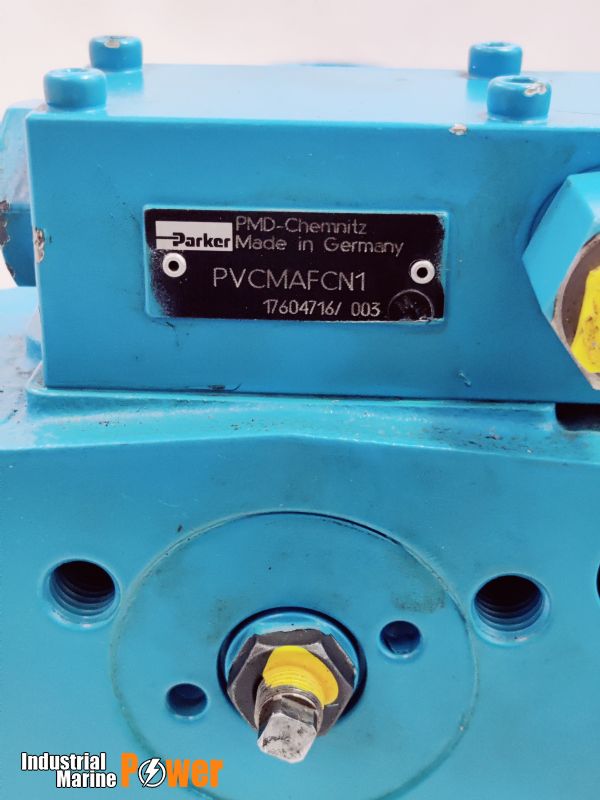 Parker
PMD-Chemnitz
Made in Germany
PVCMAFCN1
17604716/ 003
Industrial
Marine
Power